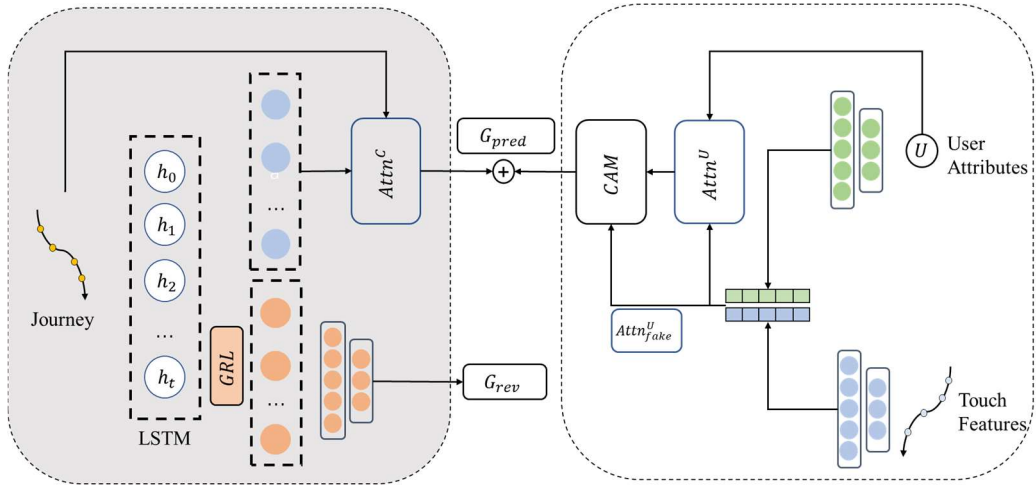 Journey
h_0
h_1
h_2
...
h_t
LSTM
GRL
...
...
Attn^C
G_pred
+
G_rev
CAM
Attn^U
Attn^U_fake
U
User
Attributes
Touch
Features